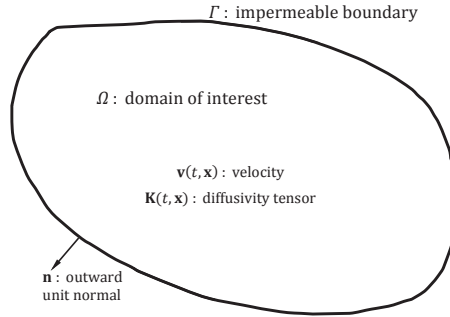 Γ : impermeable boundary
Ω : domain of interest
v(t,x) : velocity
K(t,x) : diffusivity tensor
n : outward
unit normal